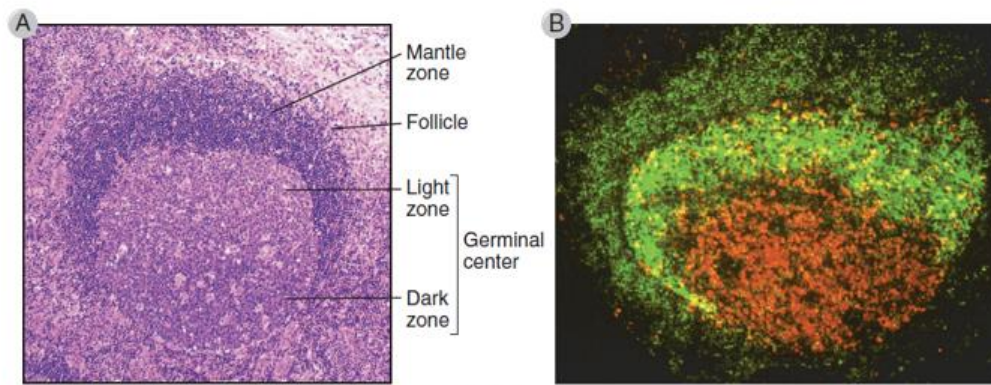 A
Mantle
zone
Follicle
Light
zone
Germinal
center
Dark
zone
B